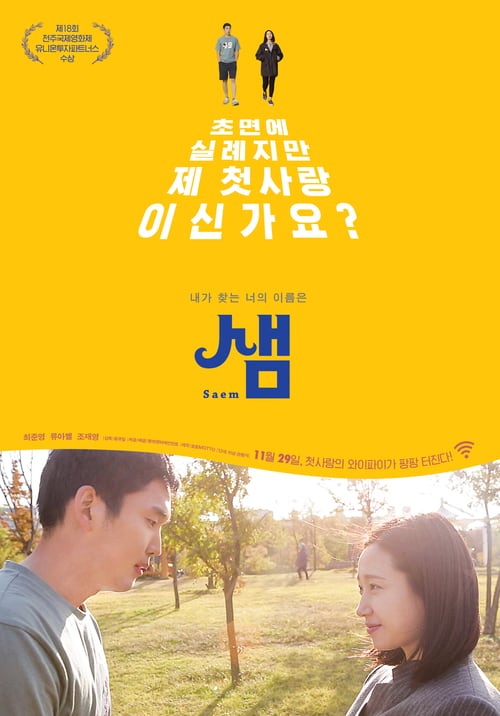 제18회
전주국제영화제
유니온투자파트너스
수상
초면에
실례지만
제 첫사랑
이신가요?
내가 찾는 너의 이름은
샘
Saem
최준영 류아벨 조재영
11월 29일, 첫사랑의 와이파이가 팡팡 터진다!